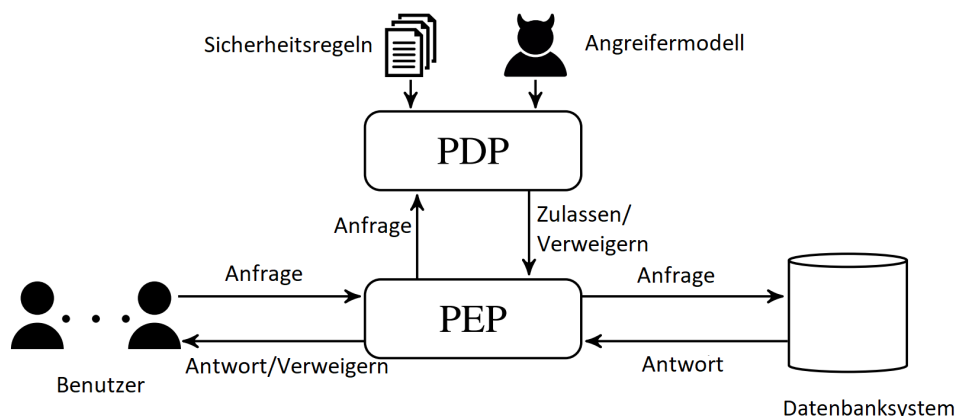 Sicherheitsregeln
Angreifermodell
PDP
Anfrage
Zulassen/
Verweigern
Anfrage
Anfrage
PEP
Antwort/Verweigern
Antwort
Benutzer
Datenbanksystem